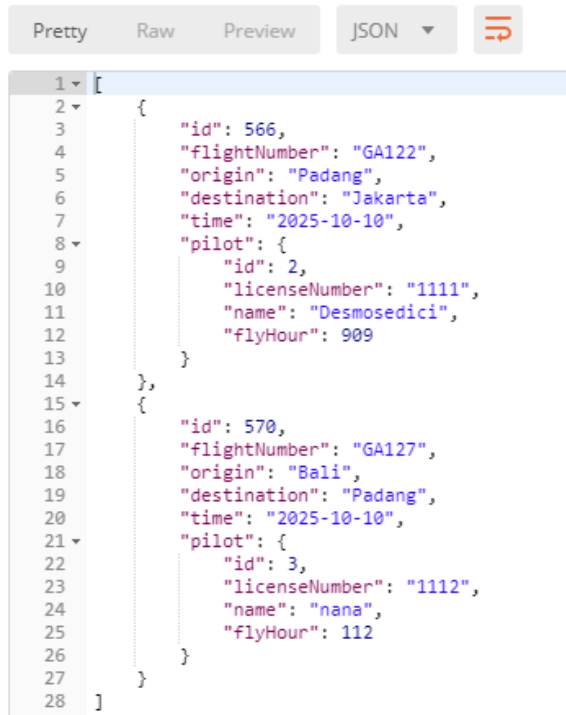 Pretty Raw Preview JSON
1 [
2 {
3 "id": 566,
4 "flightNumber": "GA122",
5 "origin": "Padang",
6 "destination": "Jakarta",
7 "time": "2025-10-10",
8 "pilot": {
9 "id": 2,
10 "licenseNumber": "1111",
11 "name": "Desmosedici",
12 "flyHour": 909
13 }
14 },
15 {
16 "id": 570,
17 "flightNumber": "GA127",
18 "origin": "Bali",
19 "destination": "Padang",
20 "time": "2025-10-10",
21 "pilot": {
22 "id": 3,
23 "licenseNumber": "1112",
24 "name": "nana",
25 "flyHour": 112
26 }
27 }
28 ]